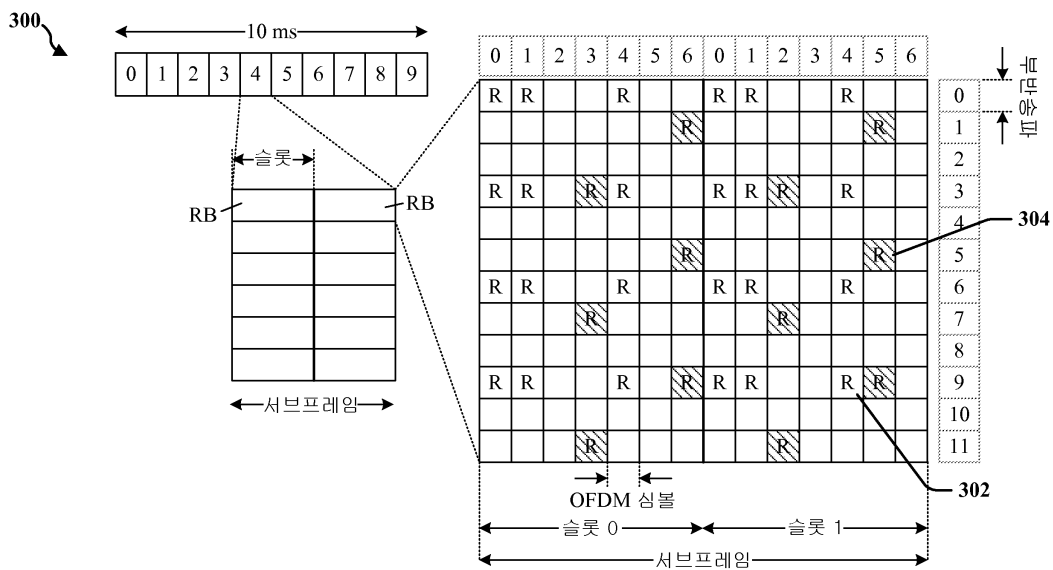 300
10 ms
0 1 2 3 4 5 6 7 8 9
슬롯
RB
RB
서브프레임
0 1 2 3 4 5 6 0 1 2 3 4 5 6
부반송파
R R R R R R 0
R R 1
2
R R R R R R R R 3
4
R R 5
304
R R R R R R 6
R R 7
8
R R R R R R R R 9
10
R R 11
302
OFDM 심볼
슬롯 0 슬롯 1
서브프레임